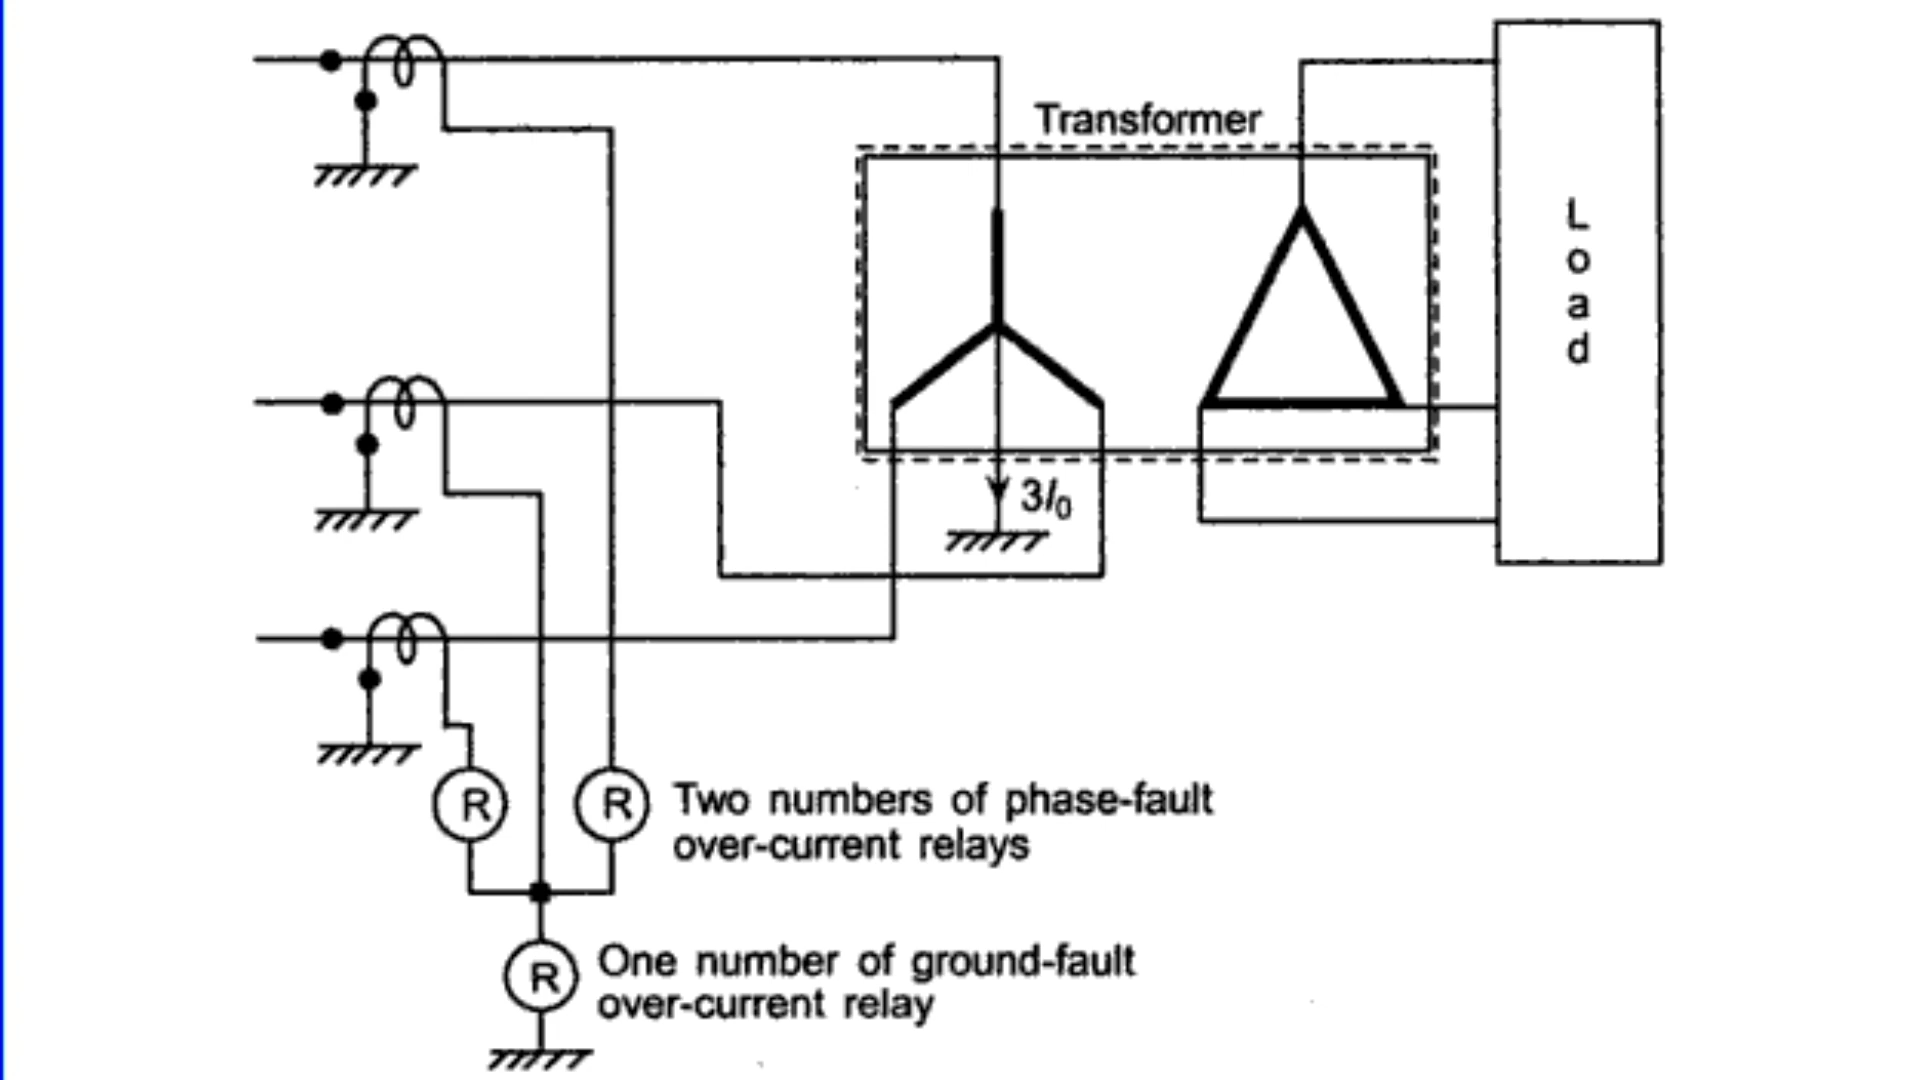 Transformer
L
o
a
d
3I₀
R
R
Two numbers of phase-fault
over-current relays
R
One number of ground-fault
over-current relay